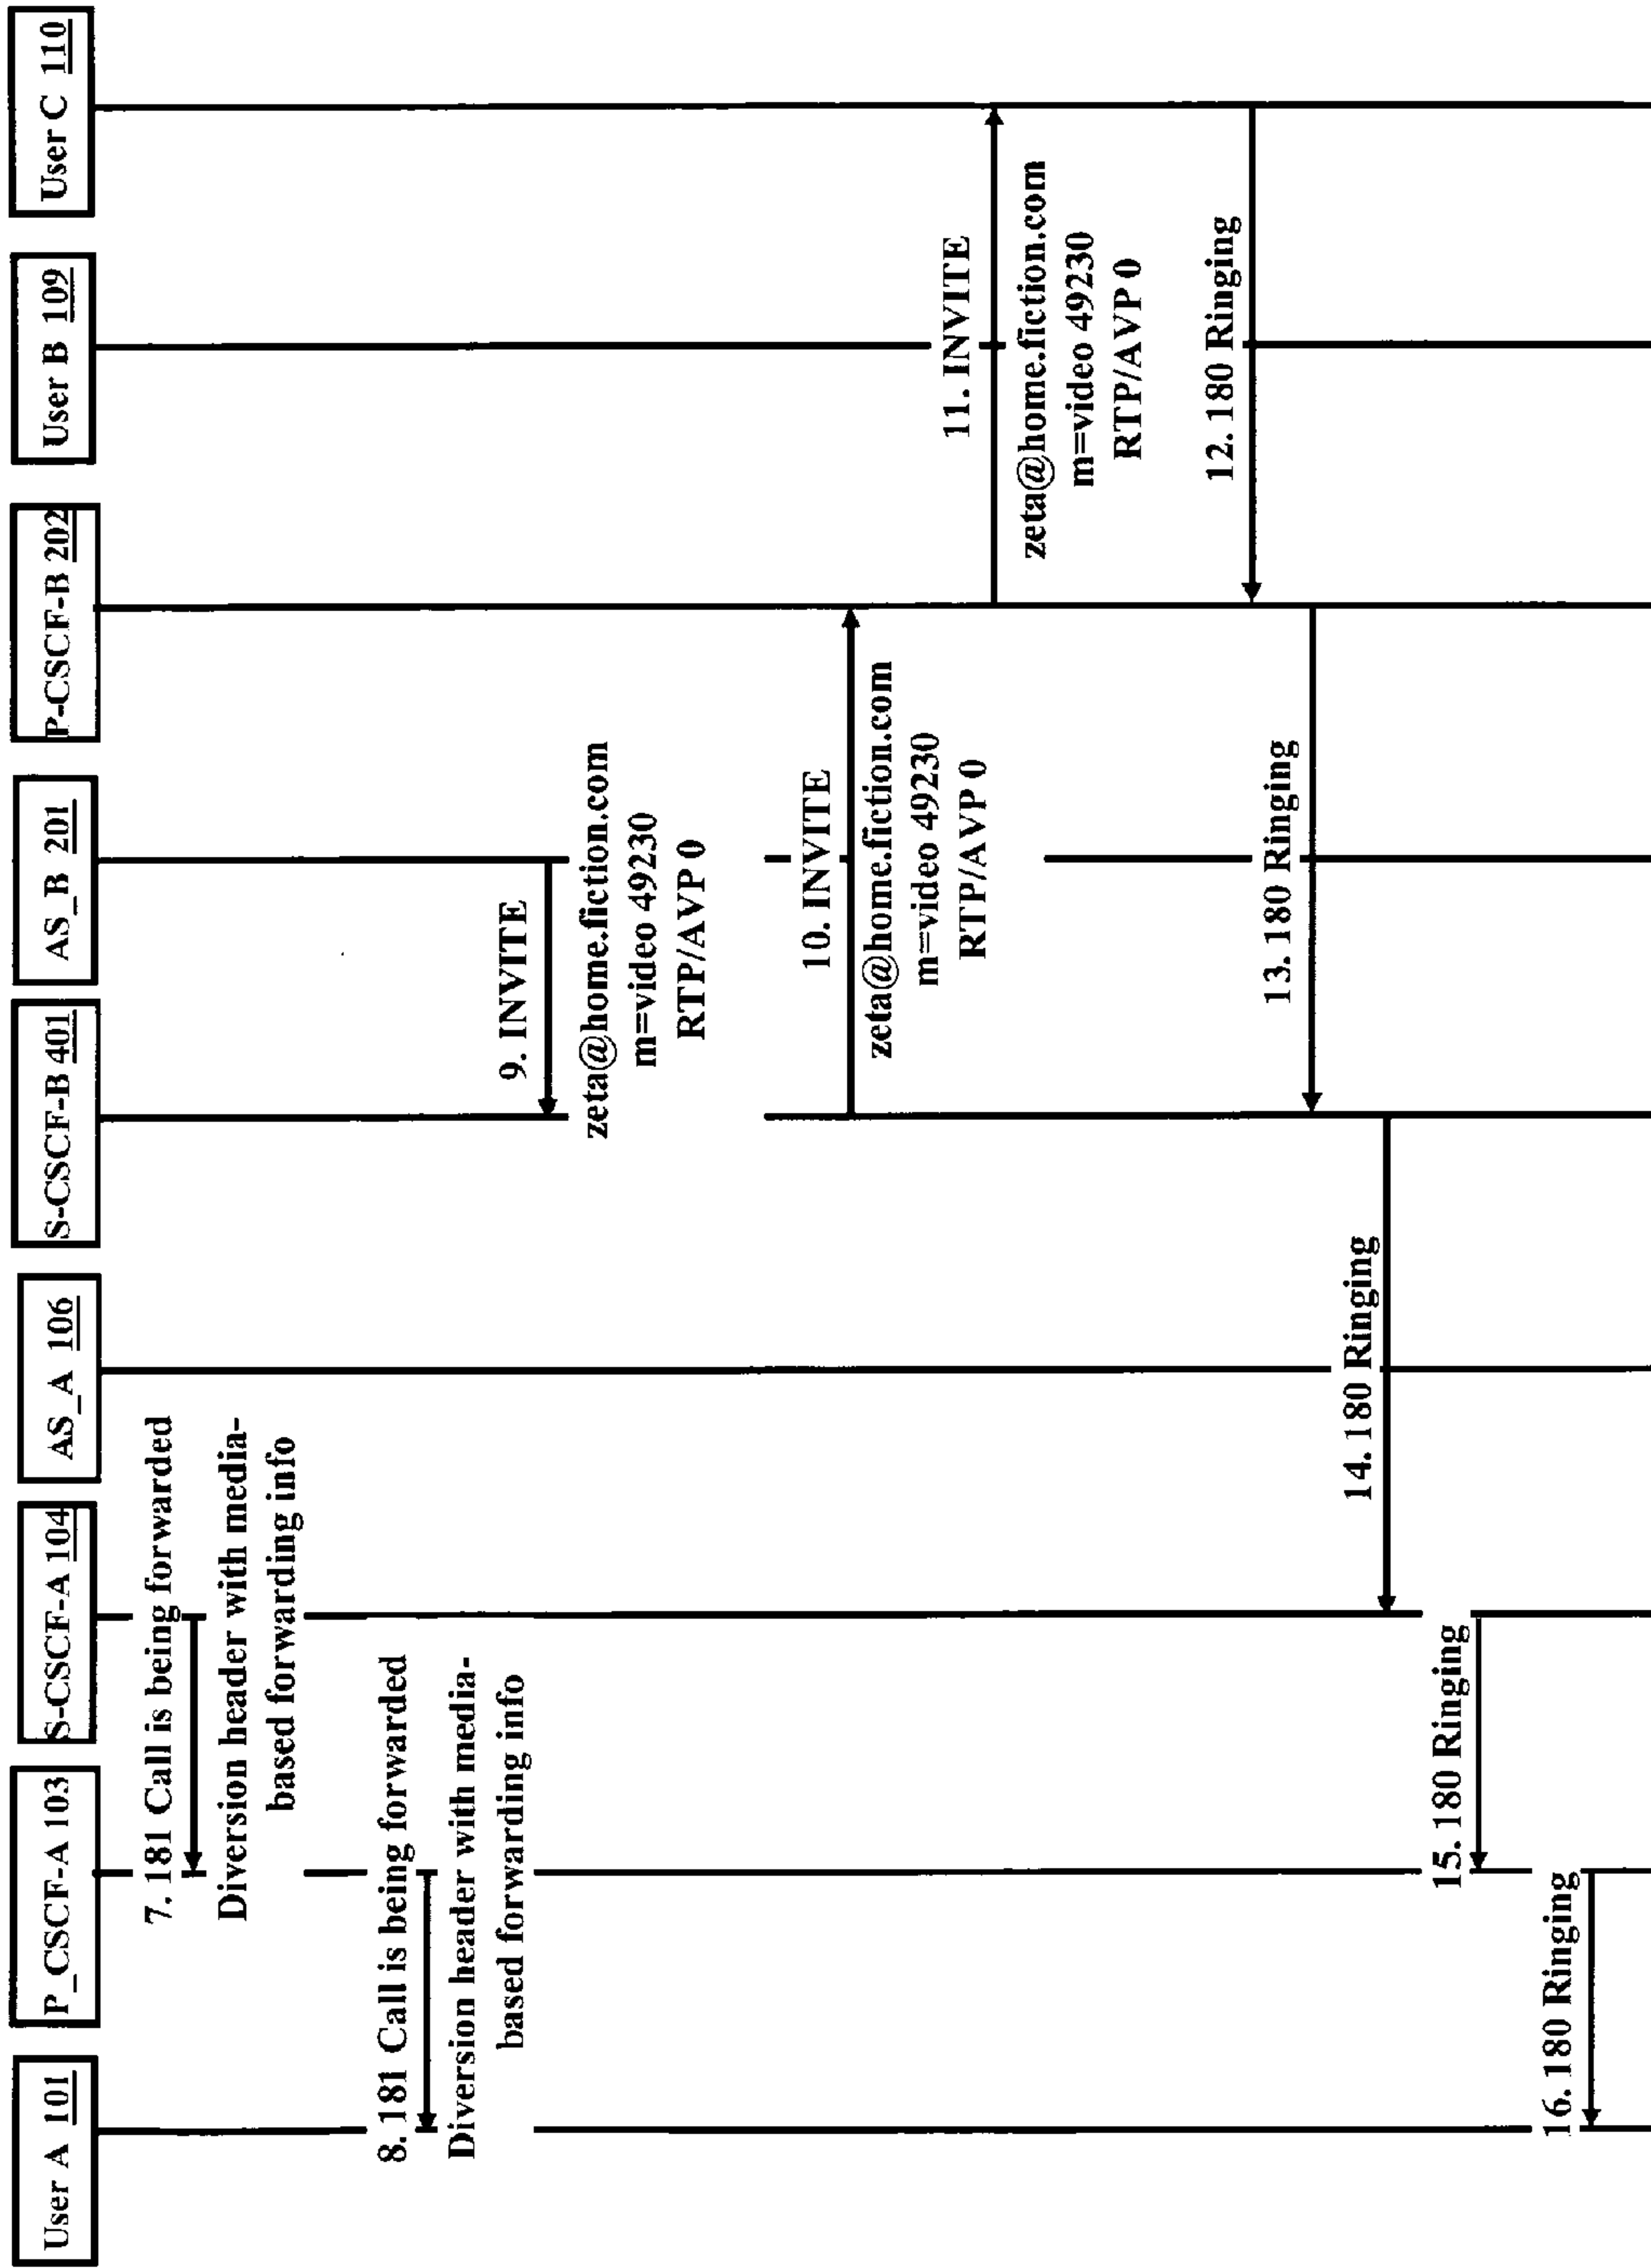 User A 101
P_CSCF-A 103
S-CSCF-A 104
AS_A 106
S-CSCF-B 401
AS_B 201
P-CSCF-B 202
User B 109
User C 110
7. 181 Call is being forwarded
Diversion header with media-
based forwarding info
8. 181 Call is being forwarded
Diversion header with media-
based forwarding info
9. INVITE
zeta@home.fiction.com
m=video 49230
RTP/AVP 0
10. INVITE
zeta@home.fiction.com
m=video 49230
RTP/AVP 0
11. INVITE
zeta@home.fiction.com
m=video 49230
RTP/AVP 0
12. 180 Ringing
13. 180 Ringing
14. 180 Ringing
15. 180 Ringing
16. 180 Ringing